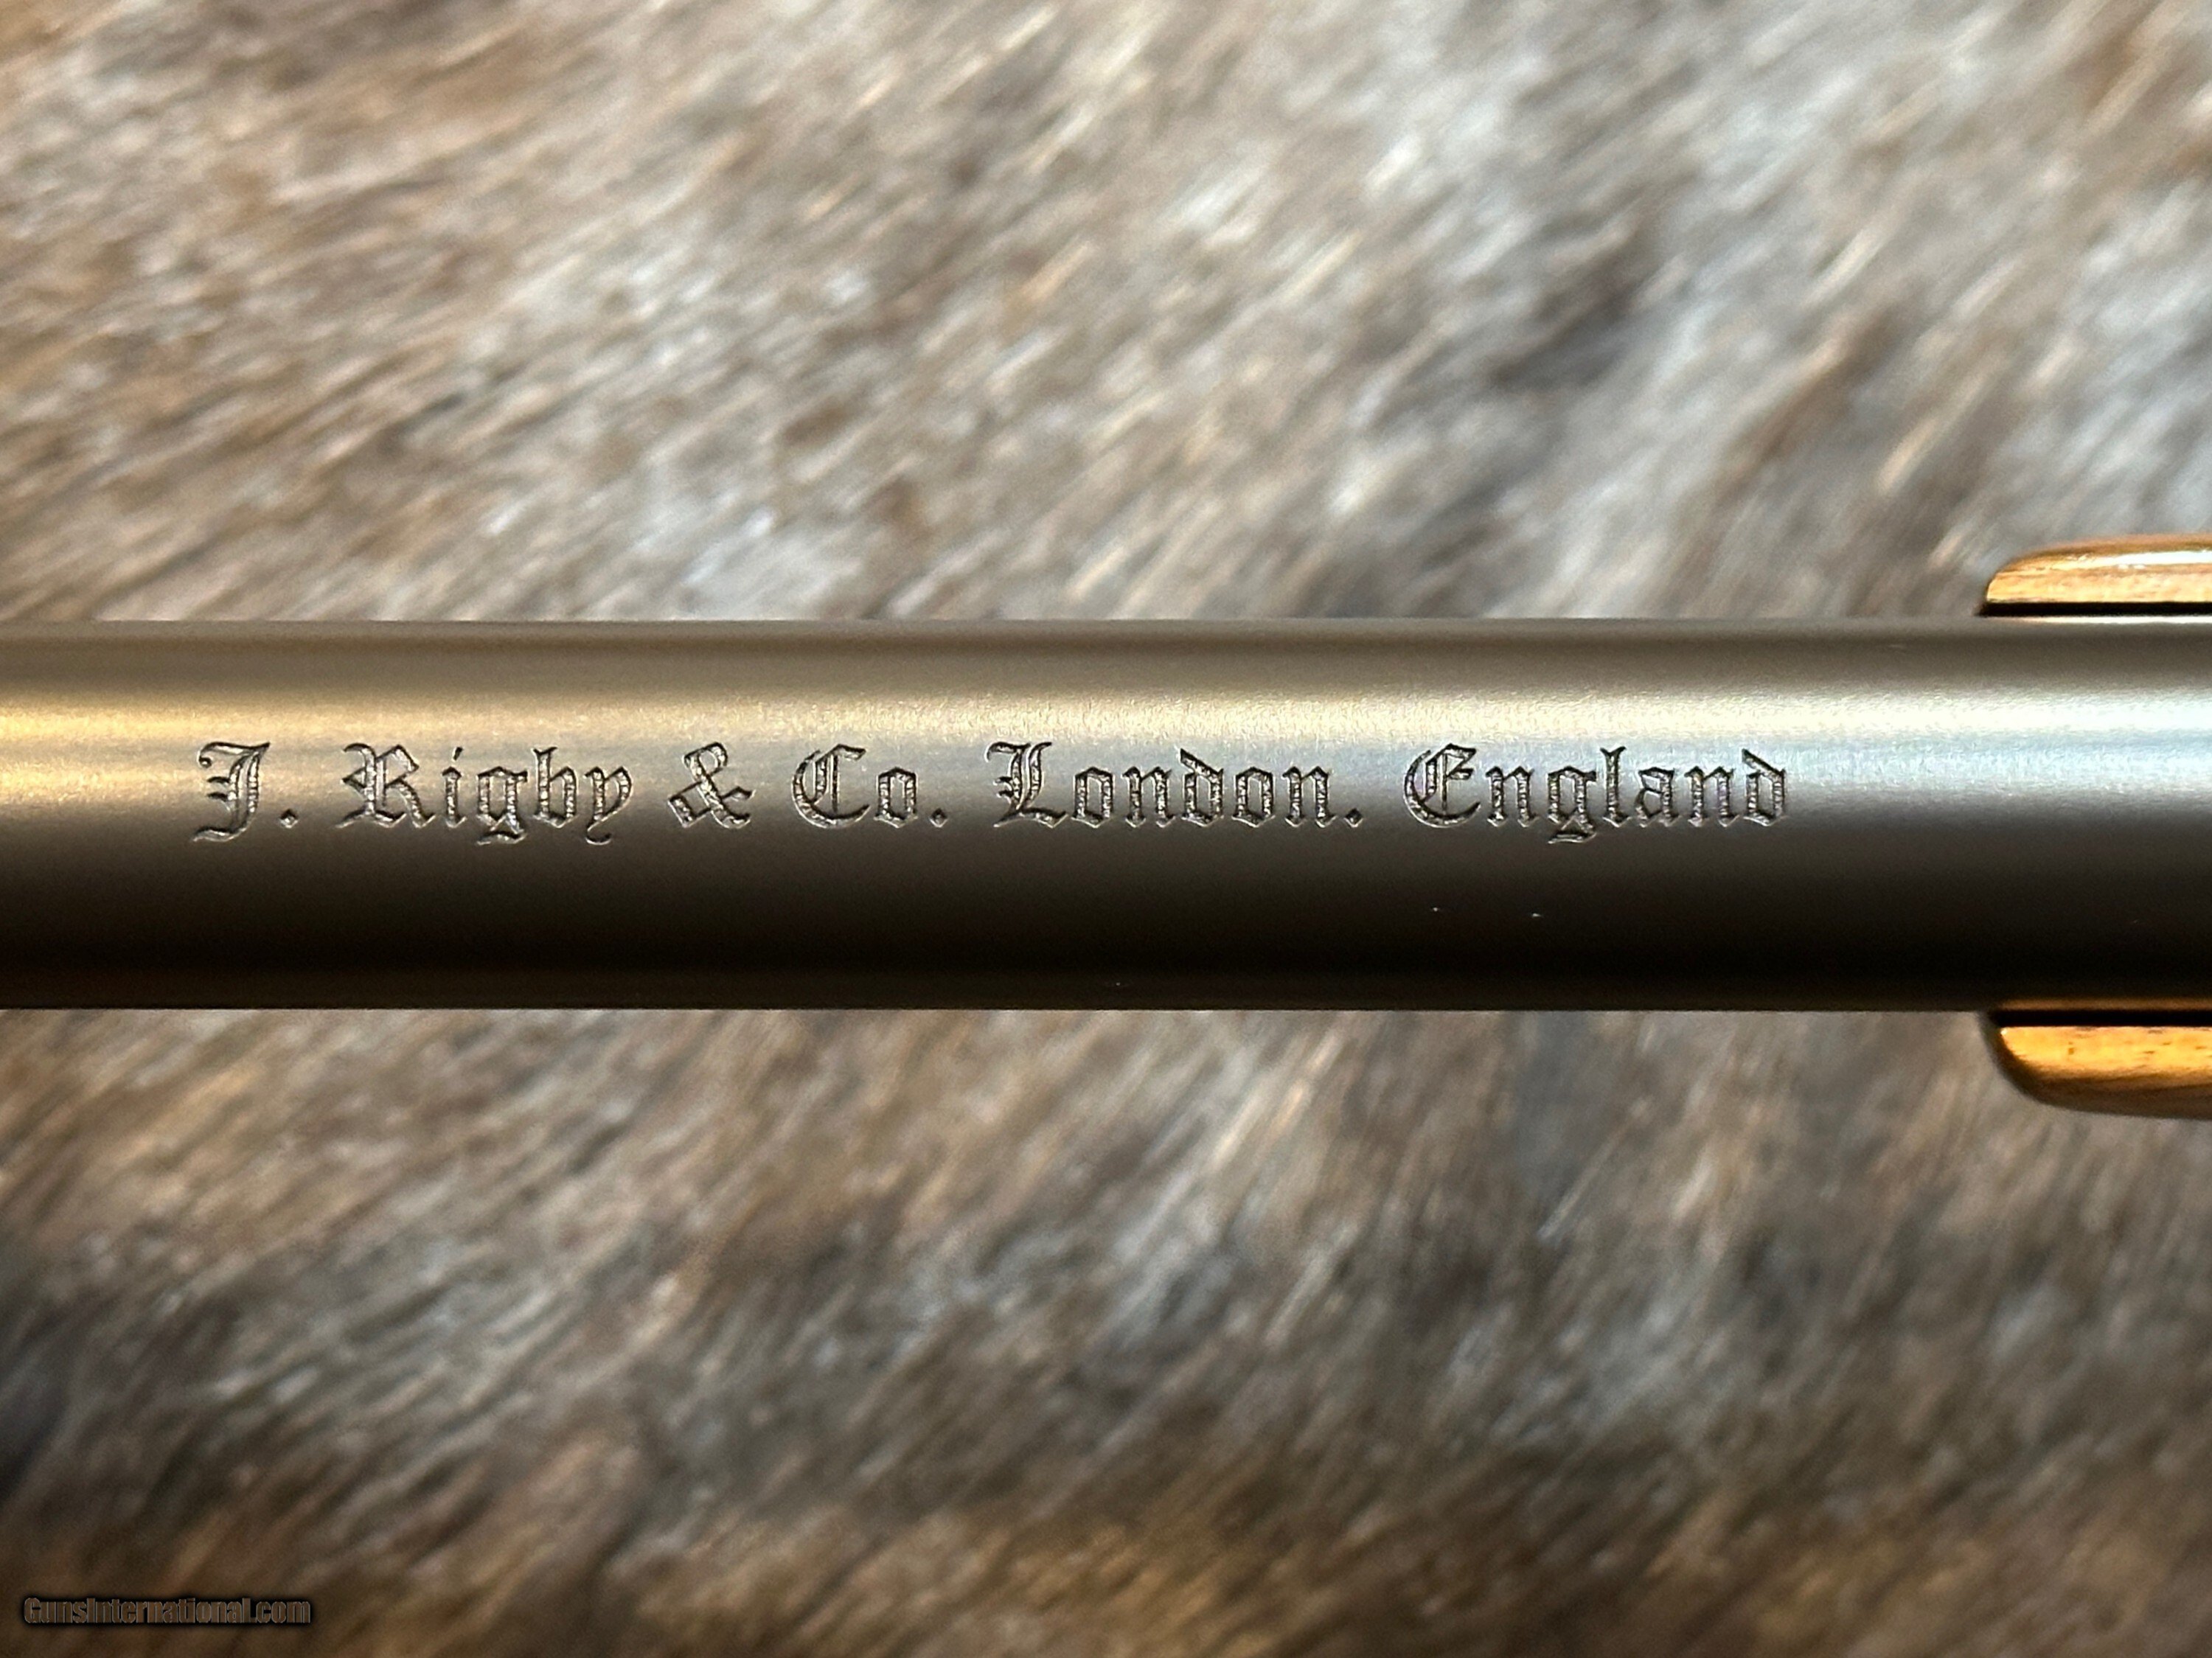 J. Rigby & Co. London. England
GunsInternational.com